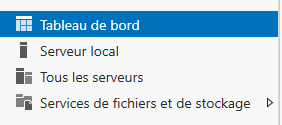 Tableau de bord
Serveur local
Tous les serveurs
Services de fichiers et de stockage